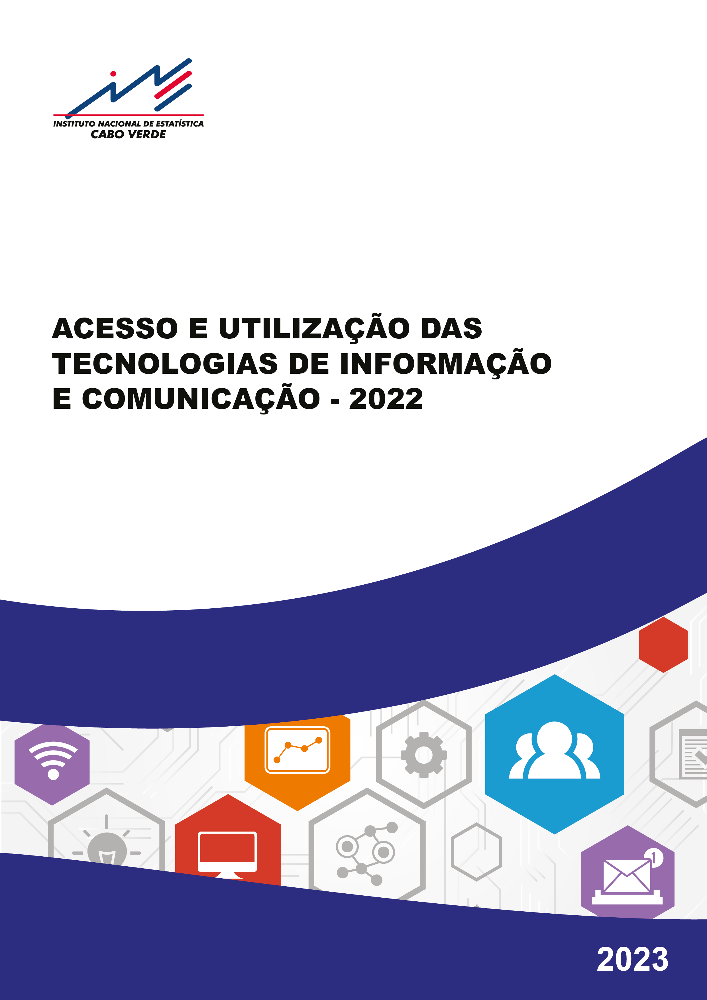 INSTITUTO NACIONAL DE ESTATÍSTICA
CABO VERDE
ACESSO E UTILIZAÇÃO DAS
TECNOLOGIAS DE INFORMAÇÃO
E COMUNICAÇÃO - 2022
1
2023